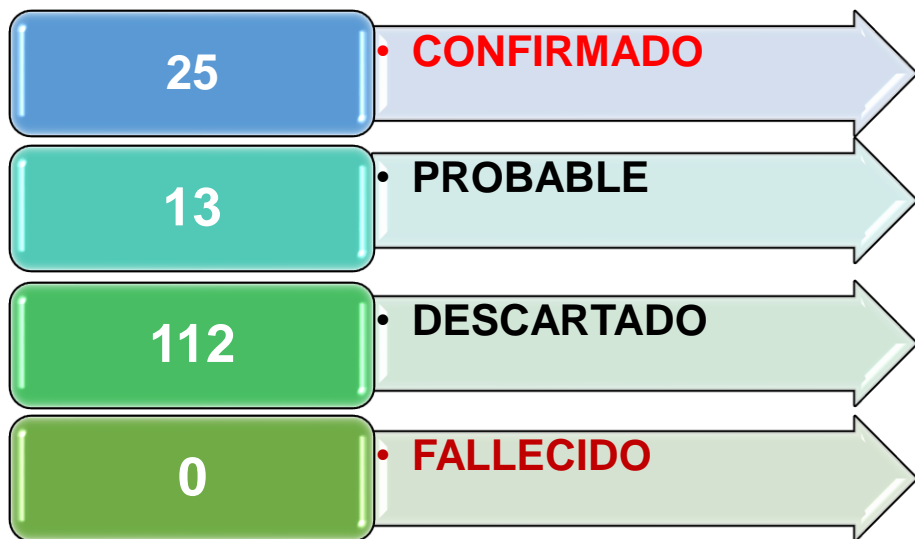 25
• CONFIRMADO
13
• PROBABLE
112
• DESCARTADO
0
• FALLECIDO